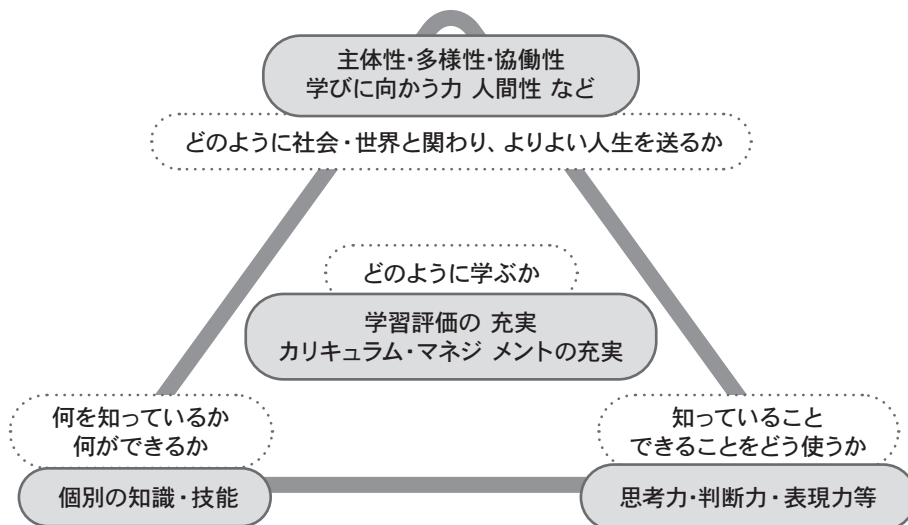 主体性・多様性・協働性
学びに向かう力 人間性 など
どのように社会・世界と関わり、よりよい人生を送るか
どのように学ぶか
学習評価の 充実
カリキュラム・マネジ メントの充実
何を知っているか
何ができるか
個別の知識・技能
知っていること
できることをどう使うか
思考力・判断力・表現力等